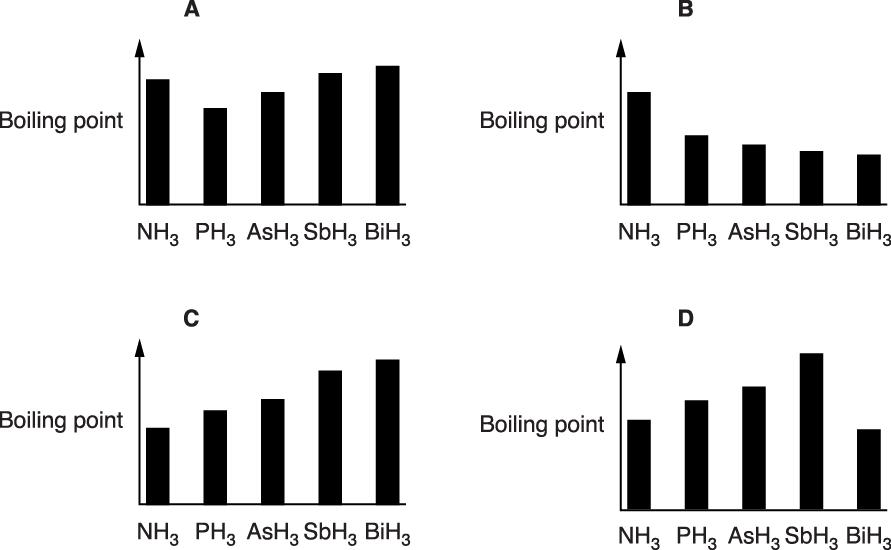 A
Boiling point
NH₃ PH₃ AsH₃ SbH₃ BiH₃
B
Boiling point
NH₃ PH₃ AsH₃ SbH₃ BiH₃
C
Boiling point
NH₃ PH₃ AsH₃ SbH₃ BiH₃
D
Boiling point
NH₃ PH₃ AsH₃ SbH₃ BiH₃